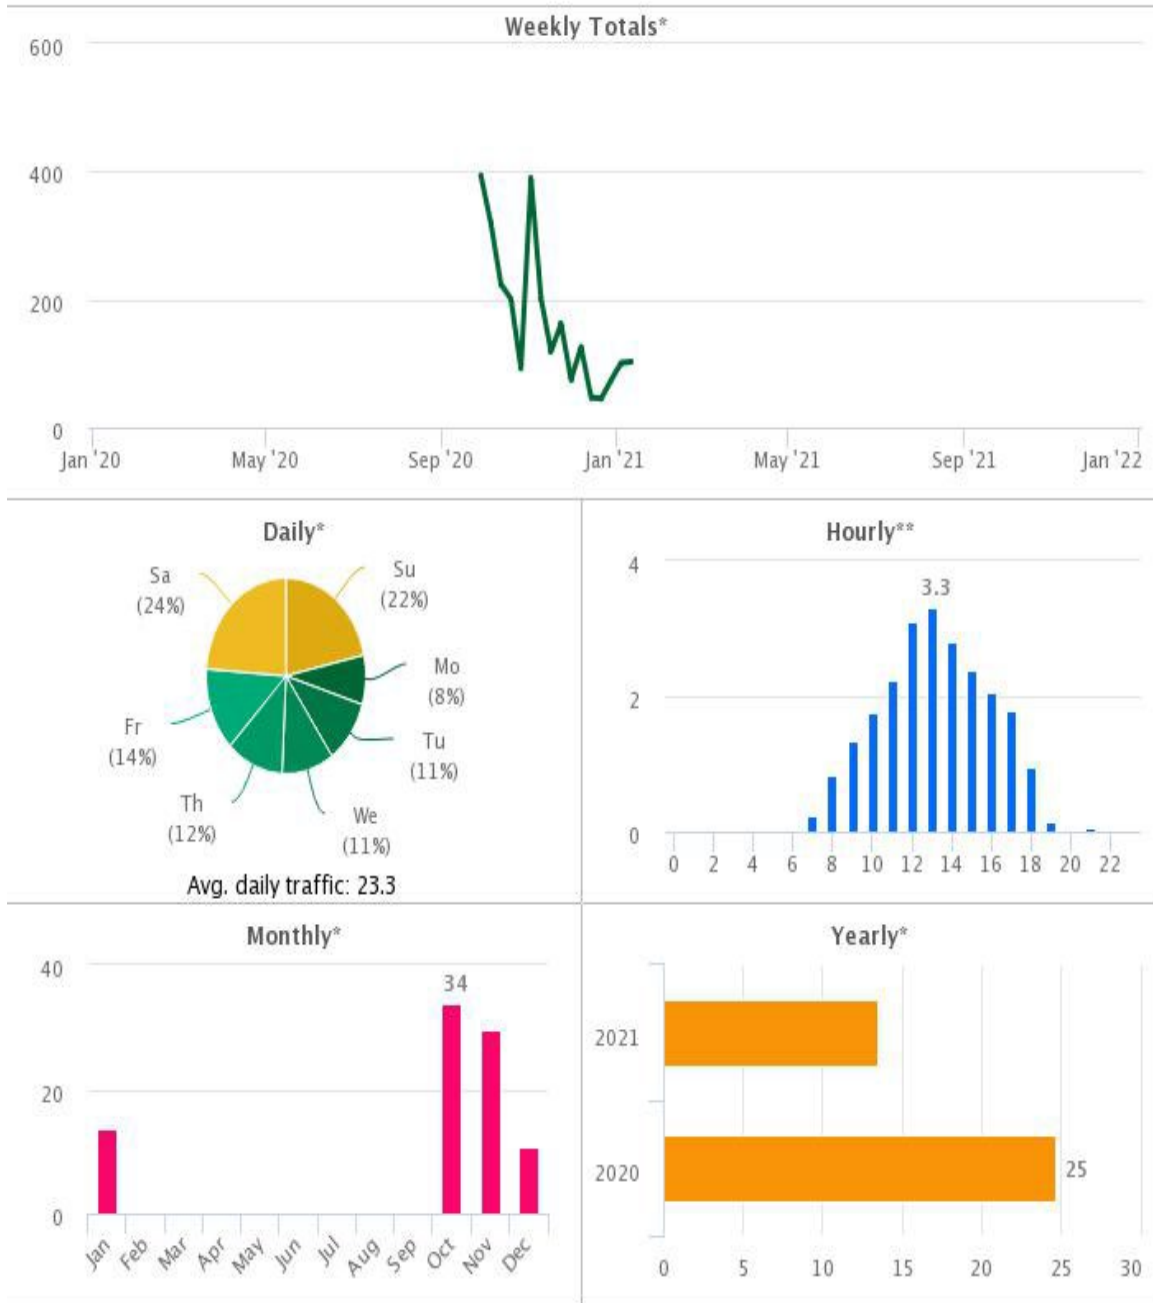 Weekly Totals*
600
400
200
0
Jan '20 May '20 Sep '20 Jan '21 May '21 Sep '21 Jan '22
Daily*
Sa
(24%)
Su
(22%)
Mo
(8%)
Fr
(14%)
Tu
(11%)
Th
(12%)
We
(11%)
Avg. daily traffic: 23.3
Hourly**
4
3.3
2
0
0 2 4 6 8 10 12 14 16 18 20 22
Monthly*
40
34
20
0
Jan Feb Mar Apr May Jun Jul Aug Sep Oct Nov Dec
Yearly*
2021
2020
25
0 5 10 15 20 25 30